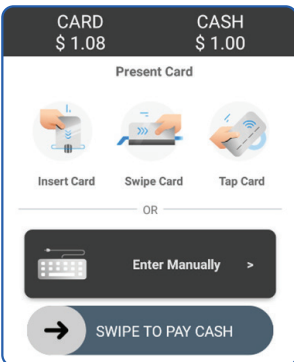 CARD CASH
$ 1.08 $ 1.00
Present Card
Insert Card Swipe Card Tap Card
OR
Enter Manually >
SWIPE TO PAY CASH